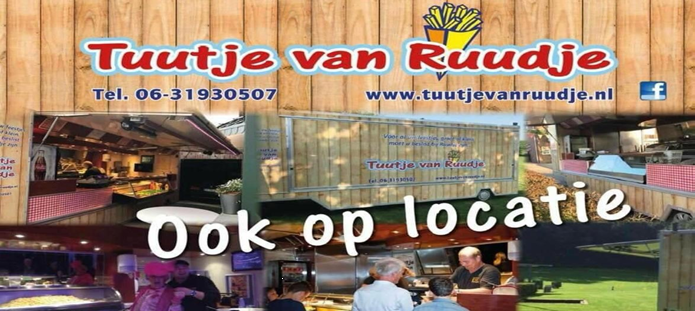 Tuutje van Ruudje
Tel. 06-31930507 www.tuutjevanruudje.nl
Tuutje van Ruudje
Ook op locatie